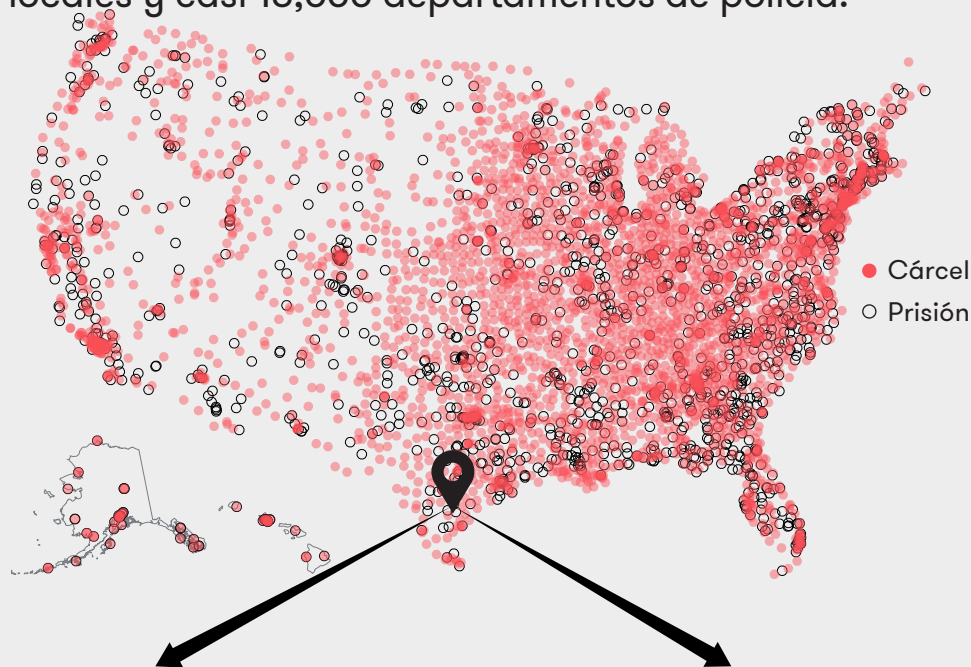 locales y casi 18,000 departamentos de policía.
Cárcel
Prisión